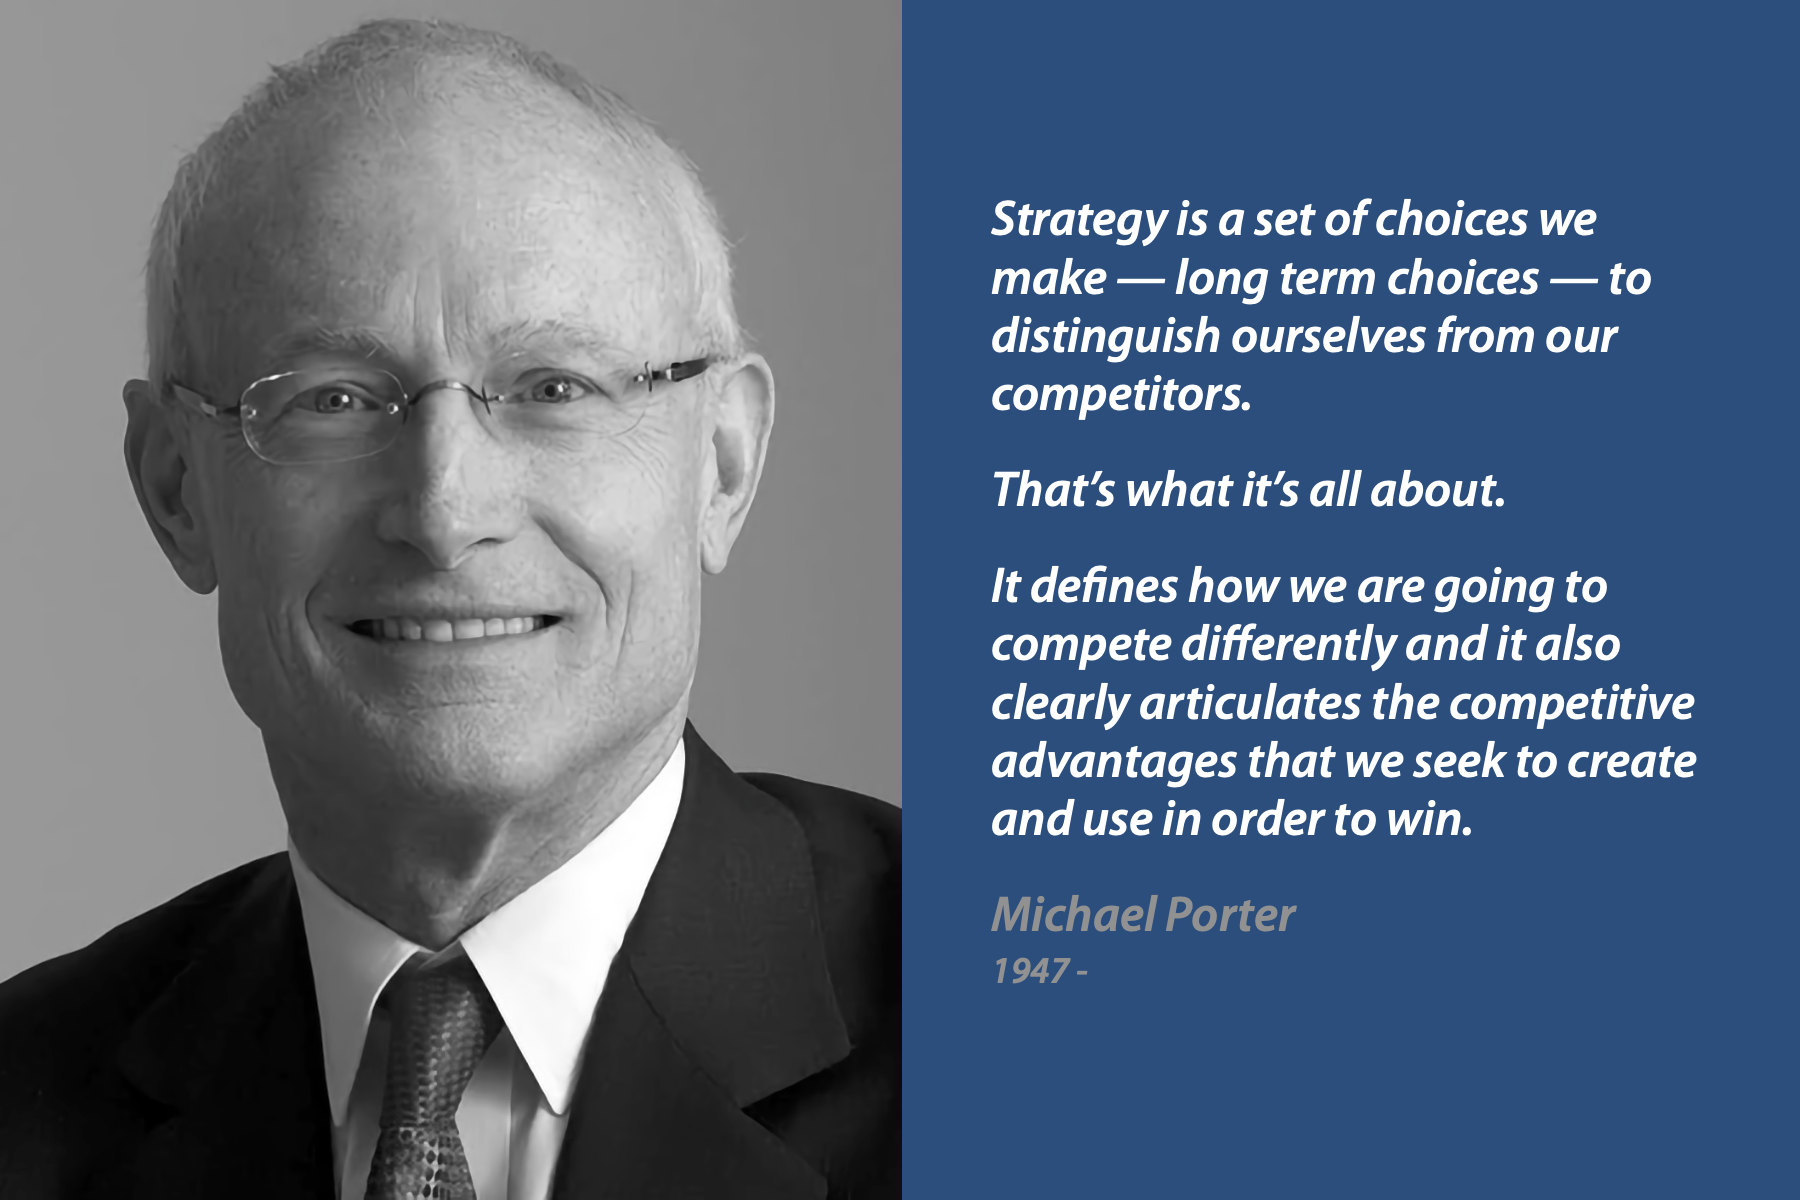 Strategy is a set of choices we
make — long term choices — to
distinguish ourselves from our
competitors.
That’s what it’s all about.
It defines how we are going to
compete differently and it also
clearly articulates the competitive
advantages that we seek to create
and use in order to win.
Michael Porter
1947 -